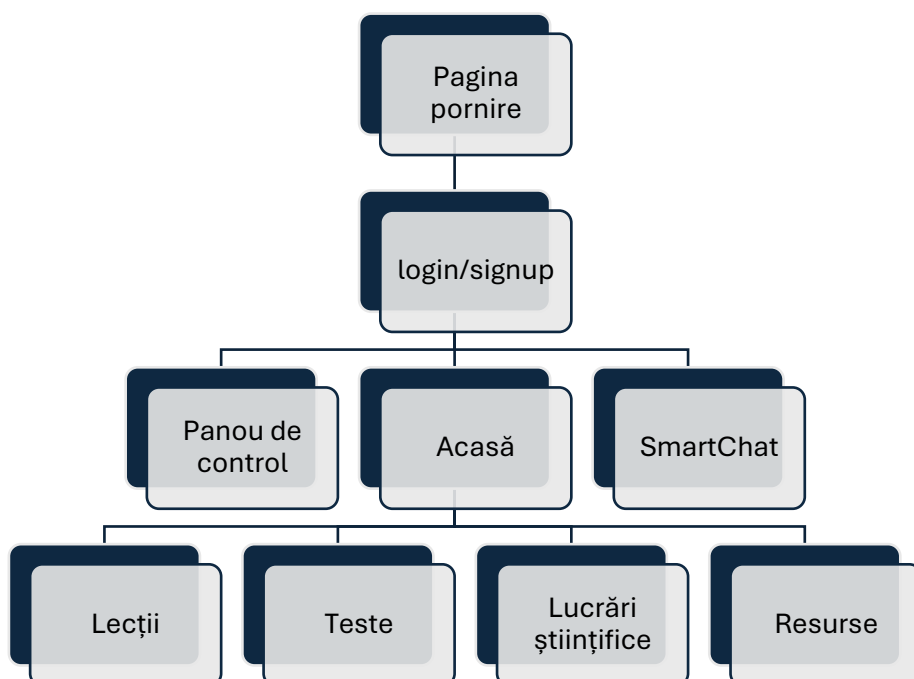 Pagina
pornire
login/signup
Panou de
control
Acasă
SmartChat
Lecții
Teste
Lucrări
științifice
Resurse